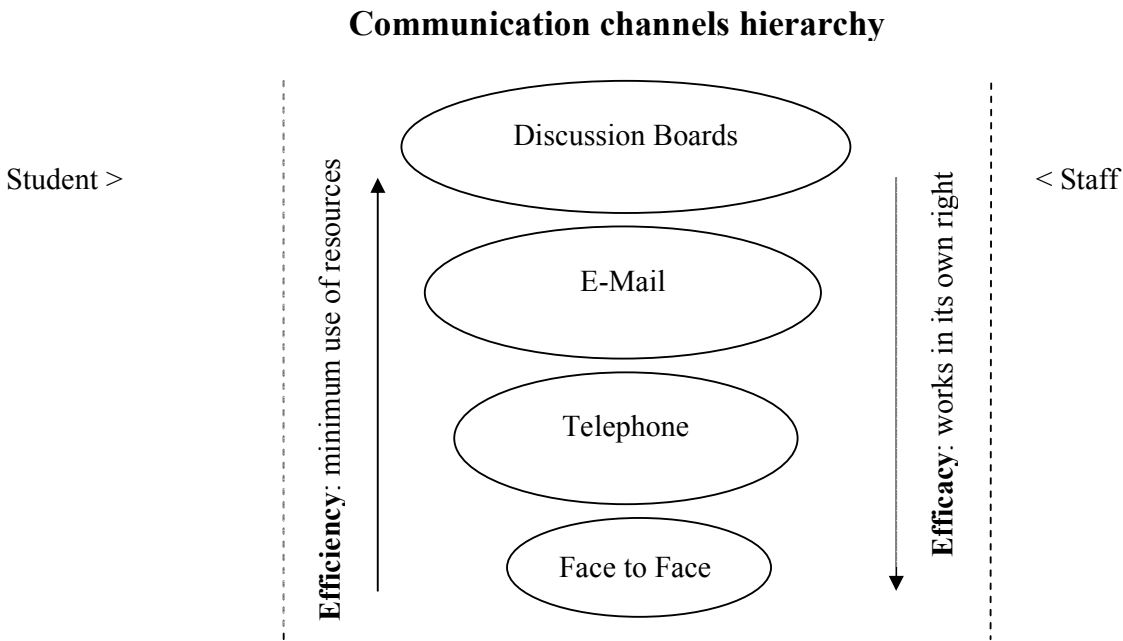 Communication channels hierarchy
Discussion Boards
Student >
< Staff
Efficiency: minimum use of resources
Efficacy: works in its own right
E-Mail
Telephone
Face to Face